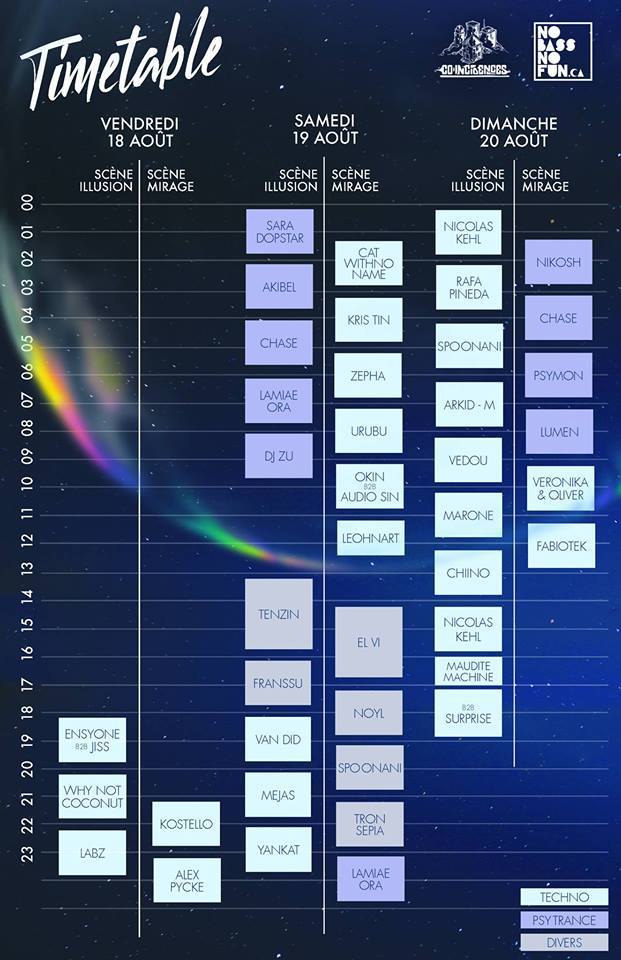 Timetable
CO-INCIDENCES
NO
BASS
NO
FUN.CA
VENDREDI
18 AOÛT
SAMEDI
19 AOÛT
DIMANCHE
20 AOÛT
SCÈNE
ILLUSION
SCÈNE
MIRAGE
SCÈNE
ILLUSION
SCÈNE
MIRAGE
SCÈNE
ILLUSION
SCÈNE
MIRAGE
00
01
02
03
04
05
06
07
08
09
10
11
12
13
14
15
16
17
18
19
20
21
22
23
ENSYONE
B2B JISS
WHY NOT
COCONUT
LABZ
KOSTELLO
ALEX
PYCKE
SARA
DOPSTAR
AKIBEL
CHASE
LAMIAE
ORA
DJ ZU
TENZIN
FRANSSU
VAN DID
MEJAS
YANKAT
CAT
WITHNO
NAME
KRIS TIN
ZEPHA
URUBU
OKIN
B2B
AUDIO SIN
LEOHNART
EL VI
NOYL
SPOONANI
TRON
SEPIA
LAMIAE
ORA
NICOLAS
KEHL
RAFA
PINEDA
SPOONANI
ARKID - M
VEDOU
MARONE
CHIINO
NICOLAS
KEHL
MAUDITE
MACHINE
B2B
SURPRISE
NIKOSH
CHASE
PSYMON
LUMEN
VERONIKA
& OLIVER
FABIOTEK
TECHNO
PSYTRANCE
DIVERS